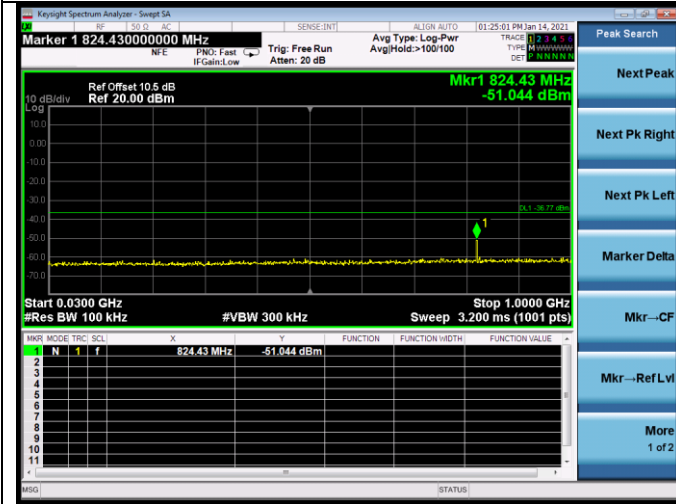 Keysight Spectrum Analyzer - Swept SA
RF 50 Ω AC SENSE:INT ALIGN AUTO 01:25:01 PM Jan 14, 2021
Marker 1 824.430000000 MHz
NFE PNO: Fast IFGain:Low
Trig: Free Run
Atten: 20 dB
Avg Type: Log-Pwr
Avg|Hold:>100/100
TRACE 1 2 3 4 5 6
TYPE M W W W W W
DET P N N N N N
Ref Offset 10.5 dB
Ref 20.00 dBm
10 dB/div
Log
Mkr1 824.43 MHz
-51.044 dBm
10.0
0.00
-10.0
-20.0
-30.0
DL1 -36.77 dBm
-40.0
1
-50.0
-60.0
-70.0
Start 0.0300 GHz Stop 1.0000 GHz
#Res BW 100 kHz #VBW 300 kHz Sweep 3.200 ms (1001 pts)
MKR MODE TRC SCL X Y FUNCTION FUNCTION WIDTH FUNCTION VALUE
1 N 1 f 824.43 MHz -51.044 dBm
2
3
4
5
6
7
8
9
10
11
MSG STATUS
Peak Search
Next Peak
Next Pk Right
Next Pk Left
Marker Delta
Mkr→CF
Mkr→Ref Lvl
More
1 of 2